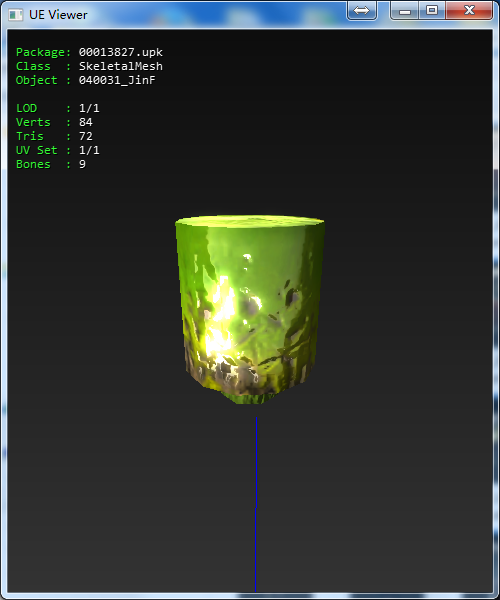 UE Viewer
Package: 00013827.upk
Class : SkeletalMesh
Object : 040031_JinF
LOD : 1/1
Verts : 84
Tris : 72
UV Set : 1/1
Bones : 9